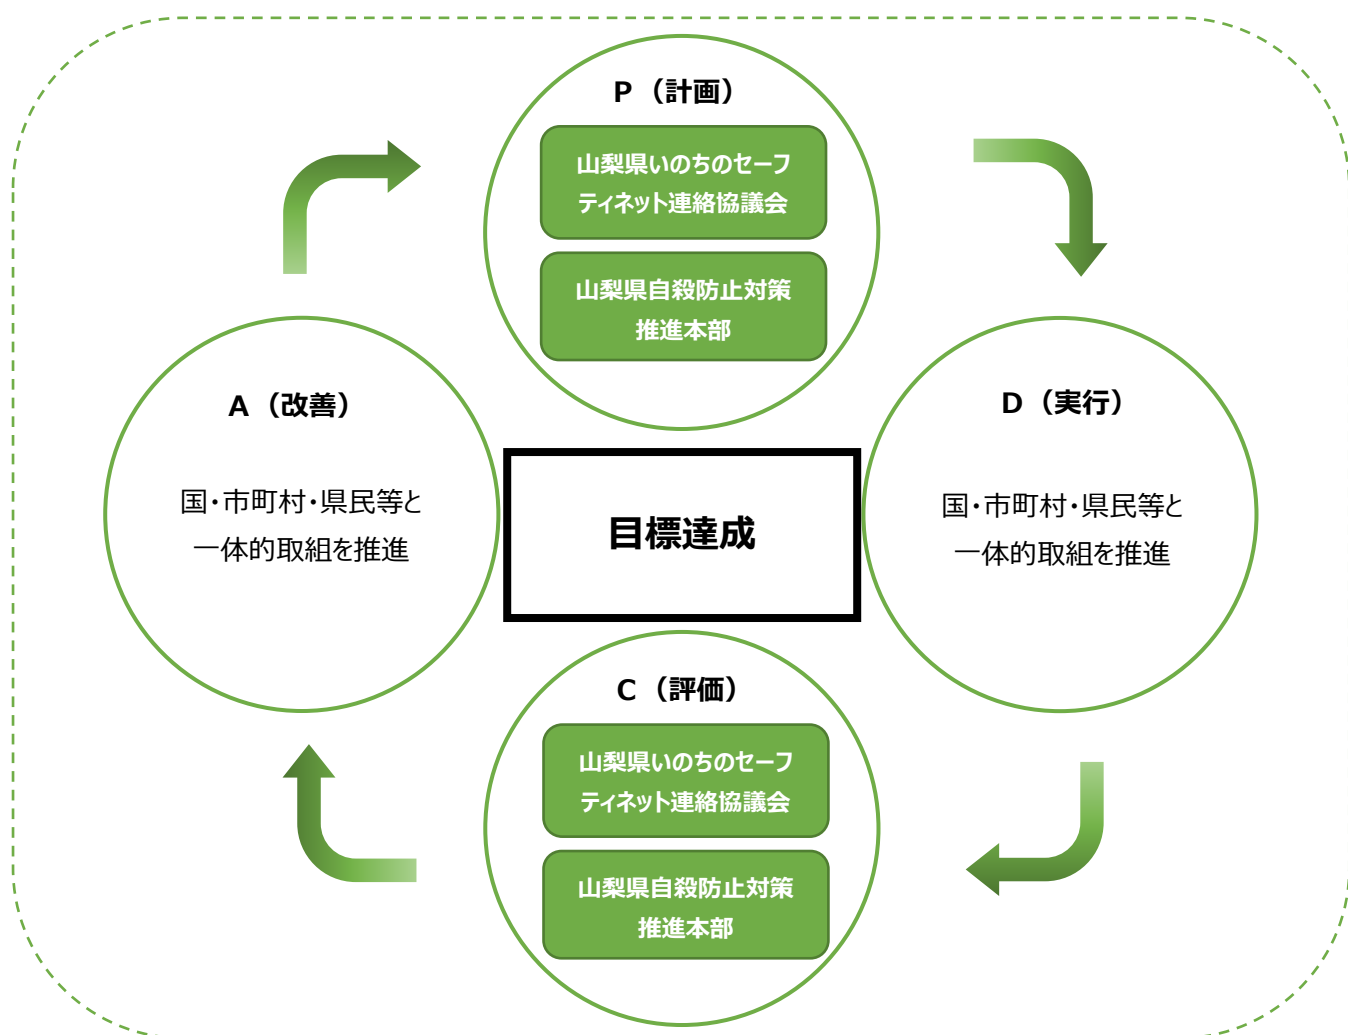 P（計画）
山梨県いのちのセーフ
ティネット連絡協議会
山梨県自殺防止対策
推進本部
A（改善）
国・市町村・県民等と
一体的取組を推進
目標達成
D（実行）
国・市町村・県民等と
一体的取組を推進
C（評価）
山梨県いのちのセーフ
ティネット連絡協議会
山梨県自殺防止対策
推進本部